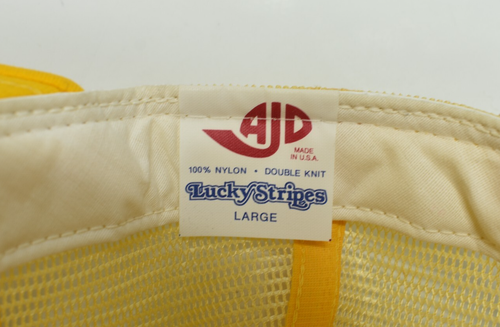 AJD
MADE
IN U.S.A.
100% NYLON • DOUBLE KNIT
Lucky Stripes
LARGE